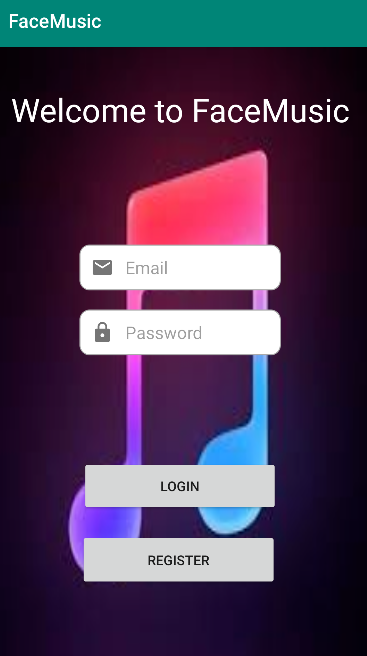 FaceMusic
Welcome to FaceMusic
Email
Password
LOGIN
REGISTER